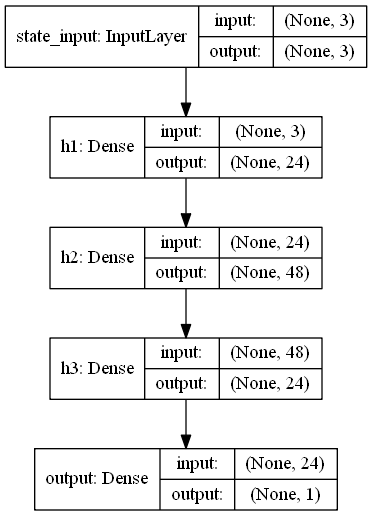 state_input: InputLayer
input: (None, 3)
output: (None, 3)
h1: Dense
input: (None, 3)
output: (None, 24)
h2: Dense
input: (None, 24)
output: (None, 48)
h3: Dense
input: (None, 48)
output: (None, 24)
output: Dense
input: (None, 24)
output: (None, 1)